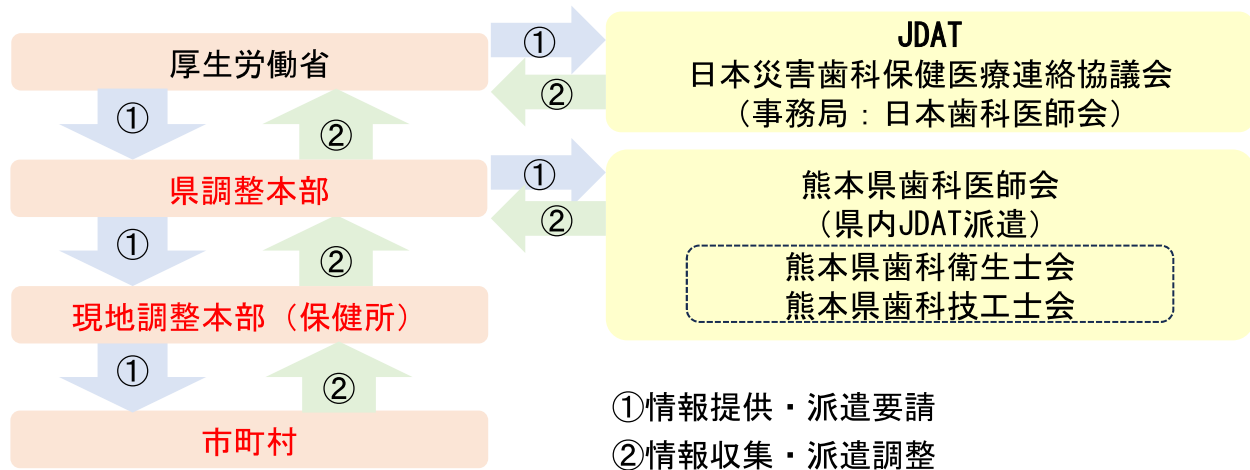 厚生労働省
①
②
①
②
JDAT
日本災害歯科保健医療連絡協議会
（事務局：日本歯科医師会）
県調整本部
①
②
①
②
熊本県歯科医師会
（県内JDAT派遣）
熊本県歯科衛生士会
熊本県歯科技工士会
現地調整本部（保健所）
①
②
市町村
①情報提供・派遣要請
②情報収集・派遣調整